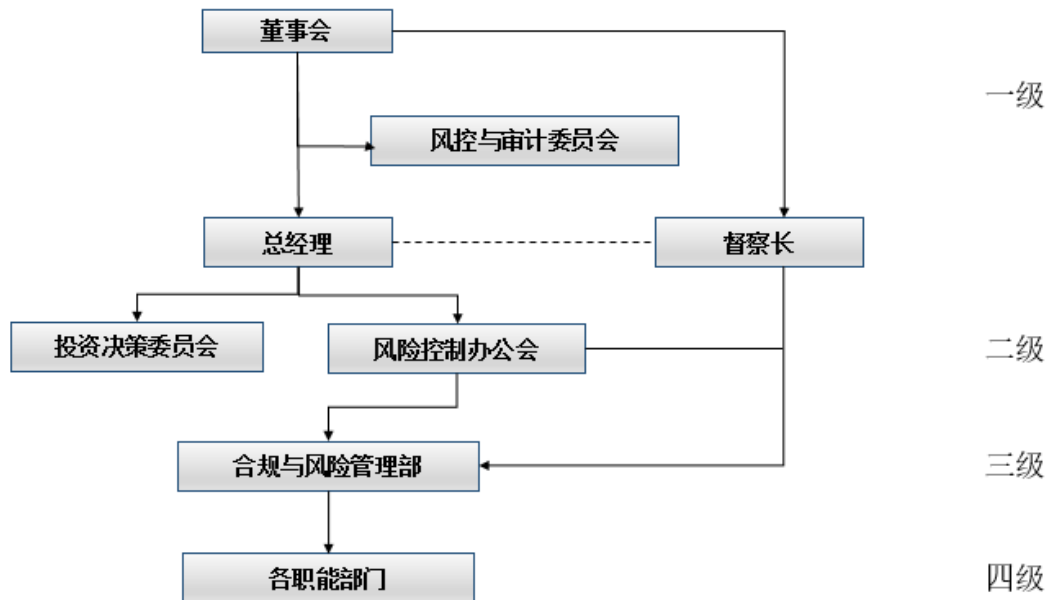 董事会
一级
风控与审计委员会
总经理
督察长
投资决策委员会
风险控制办公会
二级
合规与风险管理部
三级
各职能部门
四级